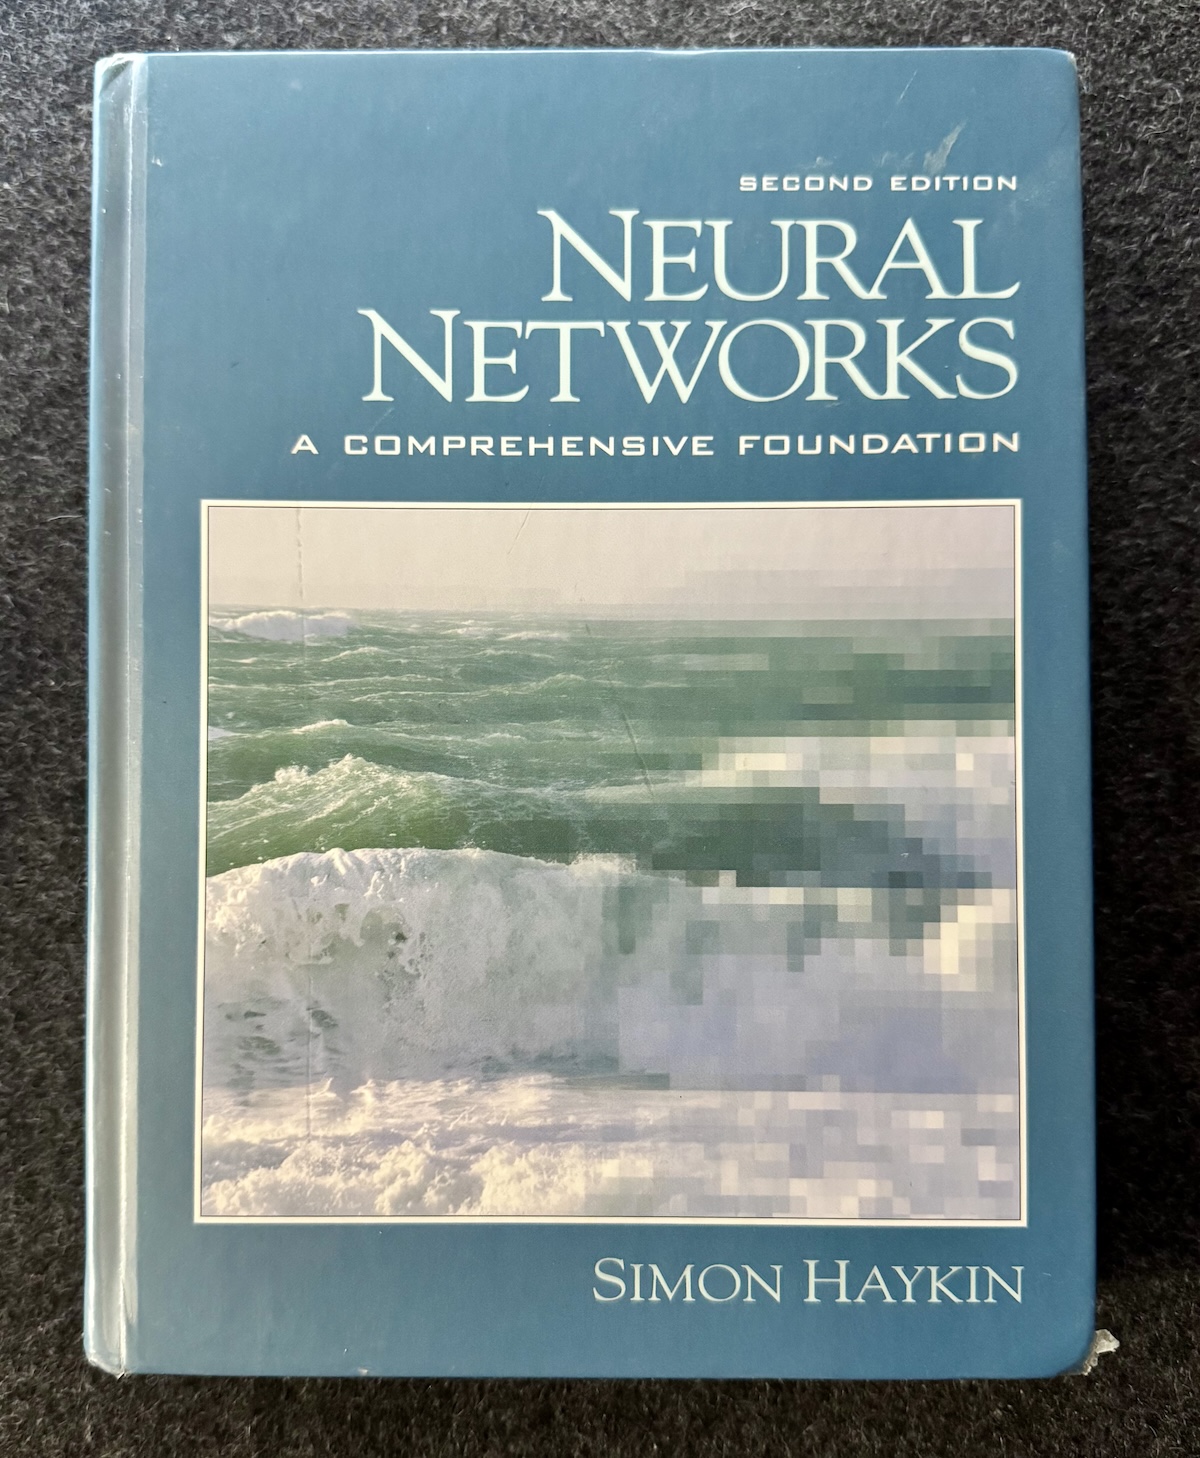 SECOND EDITION
NEURAL
NETWORKS
A COMPREHENSIVE FOUNDATION
SIMON HAYKIN